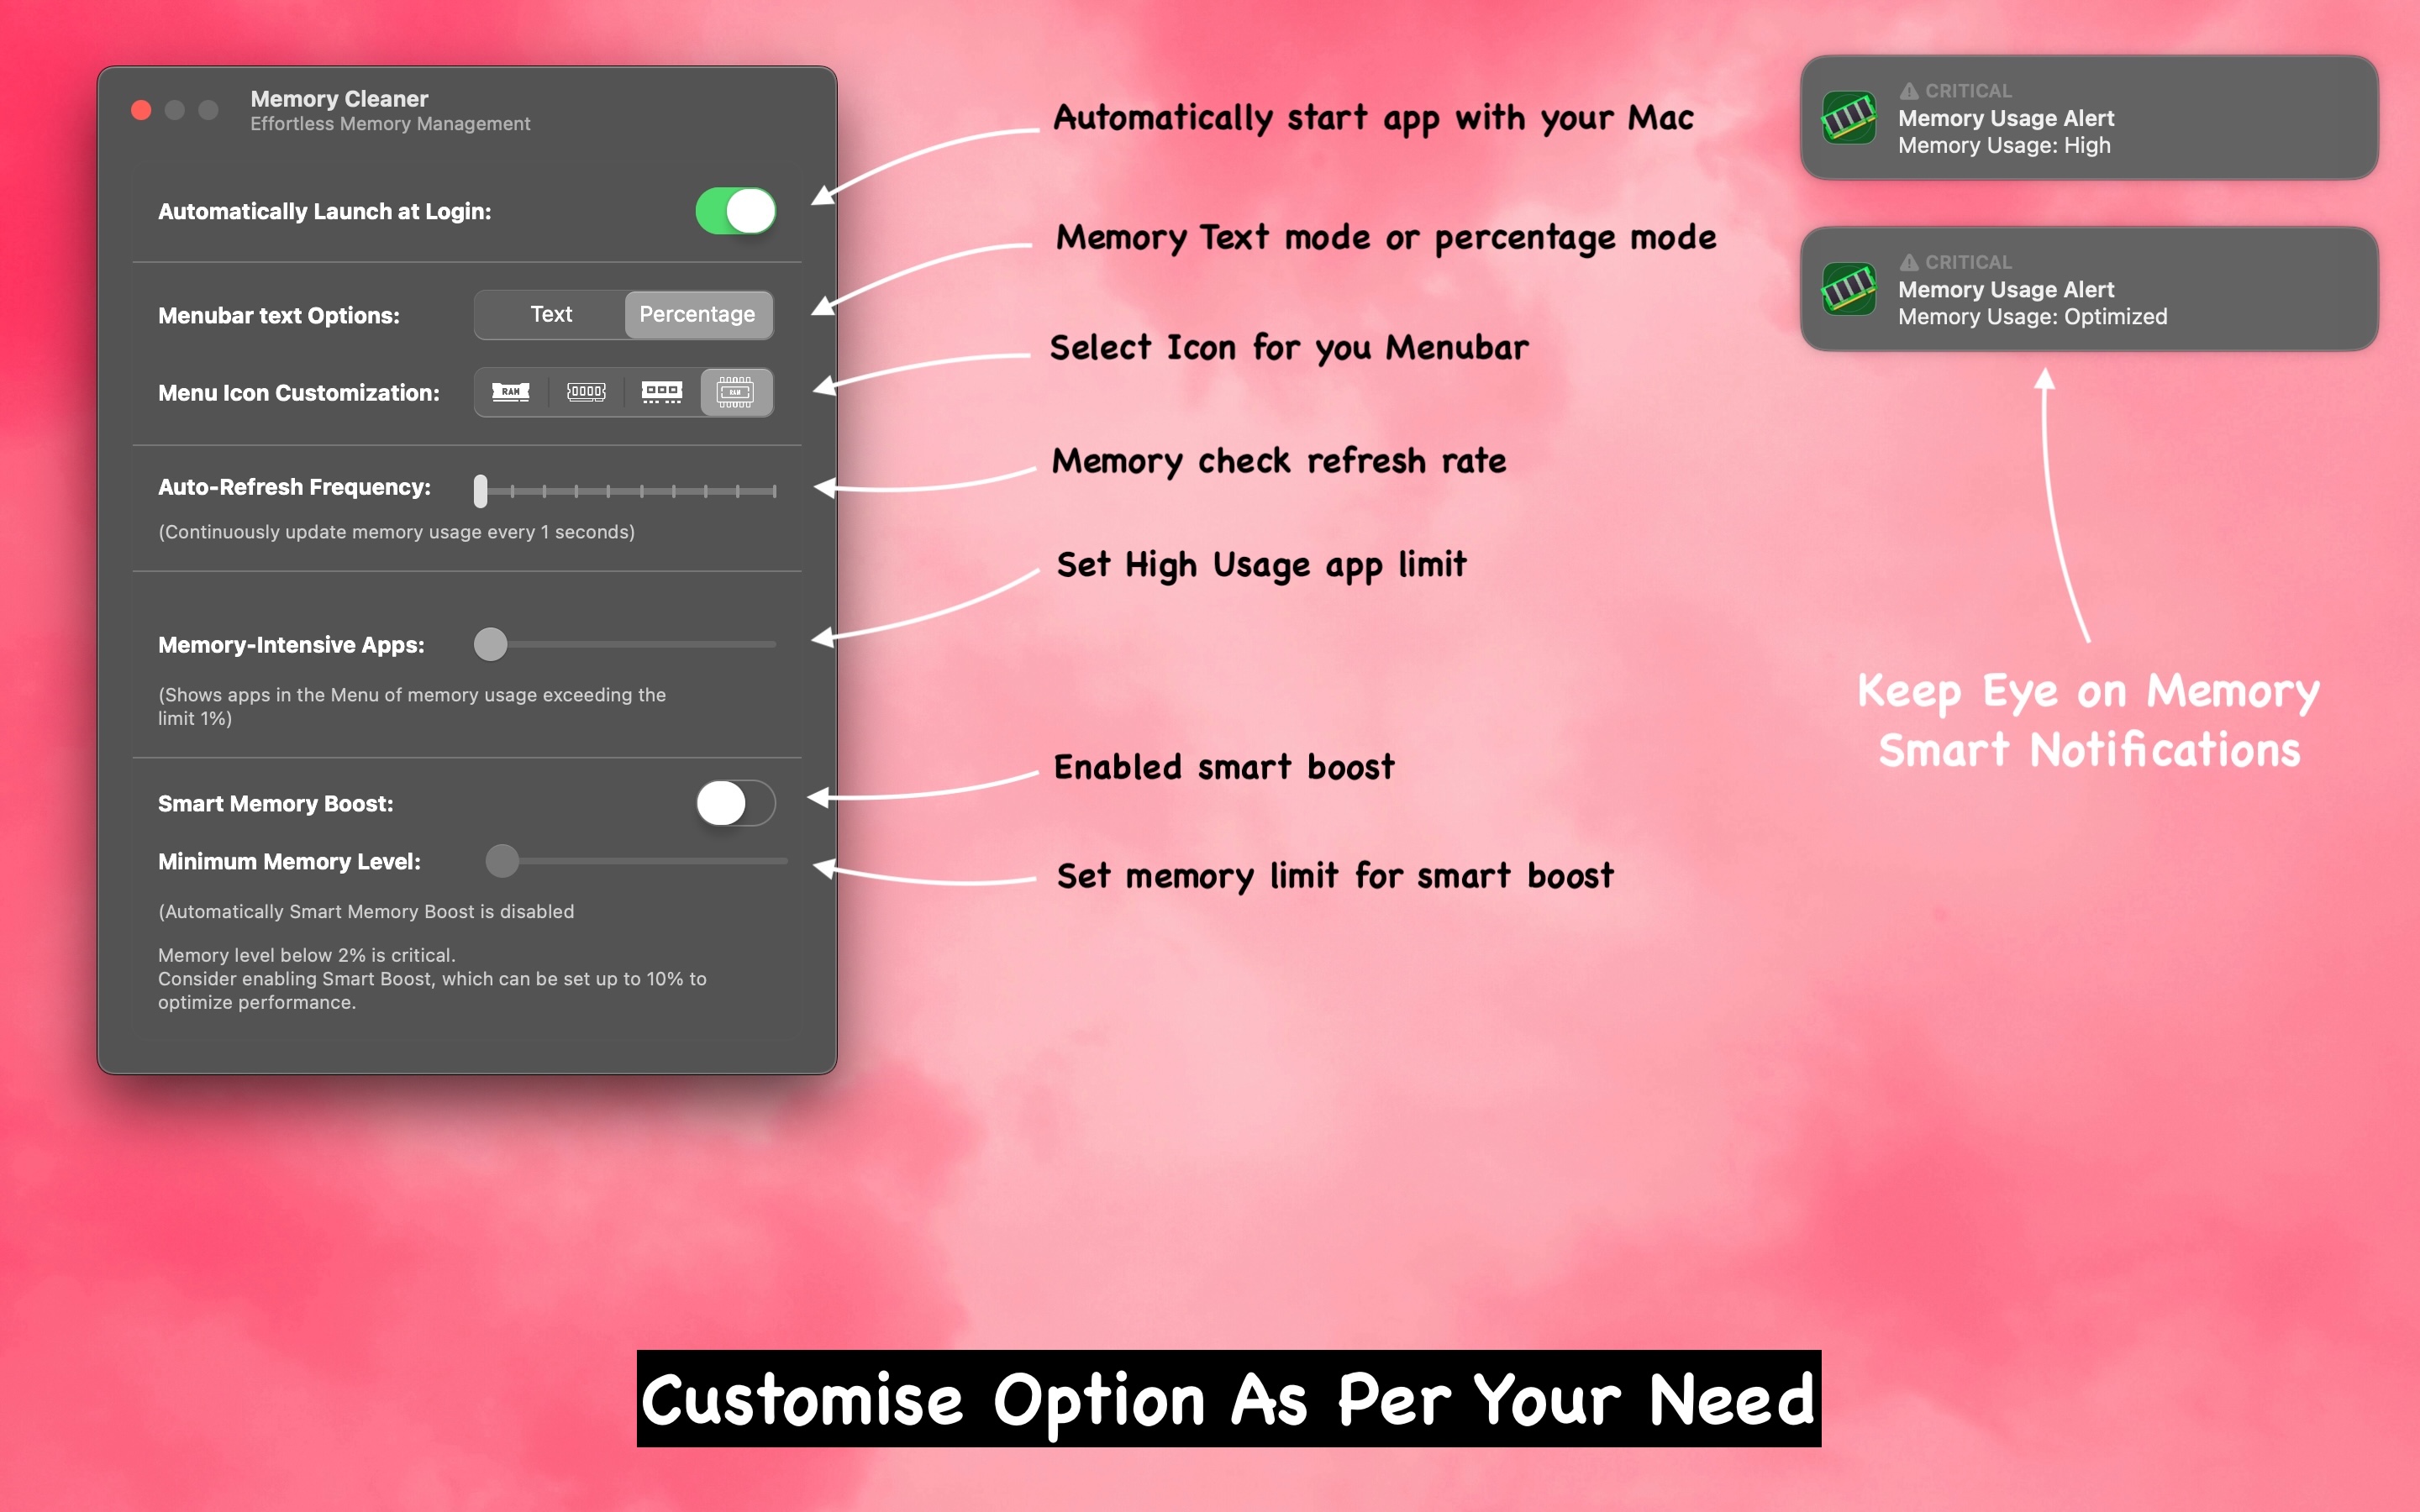 Memory Cleaner
Effortless Memory Management
Automatically Launch at Login:
Menubar text Options:
Text
Percentage
Menu Icon Customization:
RAM
RAM
Auto-Refresh Frequency:
(Continuously update memory usage every 1 seconds)
Memory-Intensive Apps:
(Shows apps in the Menu of memory usage exceeding the
limit 1%)
Smart Memory Boost:
Minimum Memory Level:
(Automatically Smart Memory Boost is disabled
Memory level below 2% is critical.
Consider enabling Smart Boost, which can be set up to 10% to
optimize performance.
Automatically start app with your Mac
Memory Text mode or percentage mode
Select Icon for you Menubar
Memory check refresh rate
Set High Usage app limit
Enabled smart boost
Set memory limit for smart boost
CRITICAL
Memory Usage Alert
Memory Usage: High
CRITICAL
Memory Usage Alert
Memory Usage: Optimized
Keep Eye on Memory
Smart Notifications
Customise Option As Per Your Need